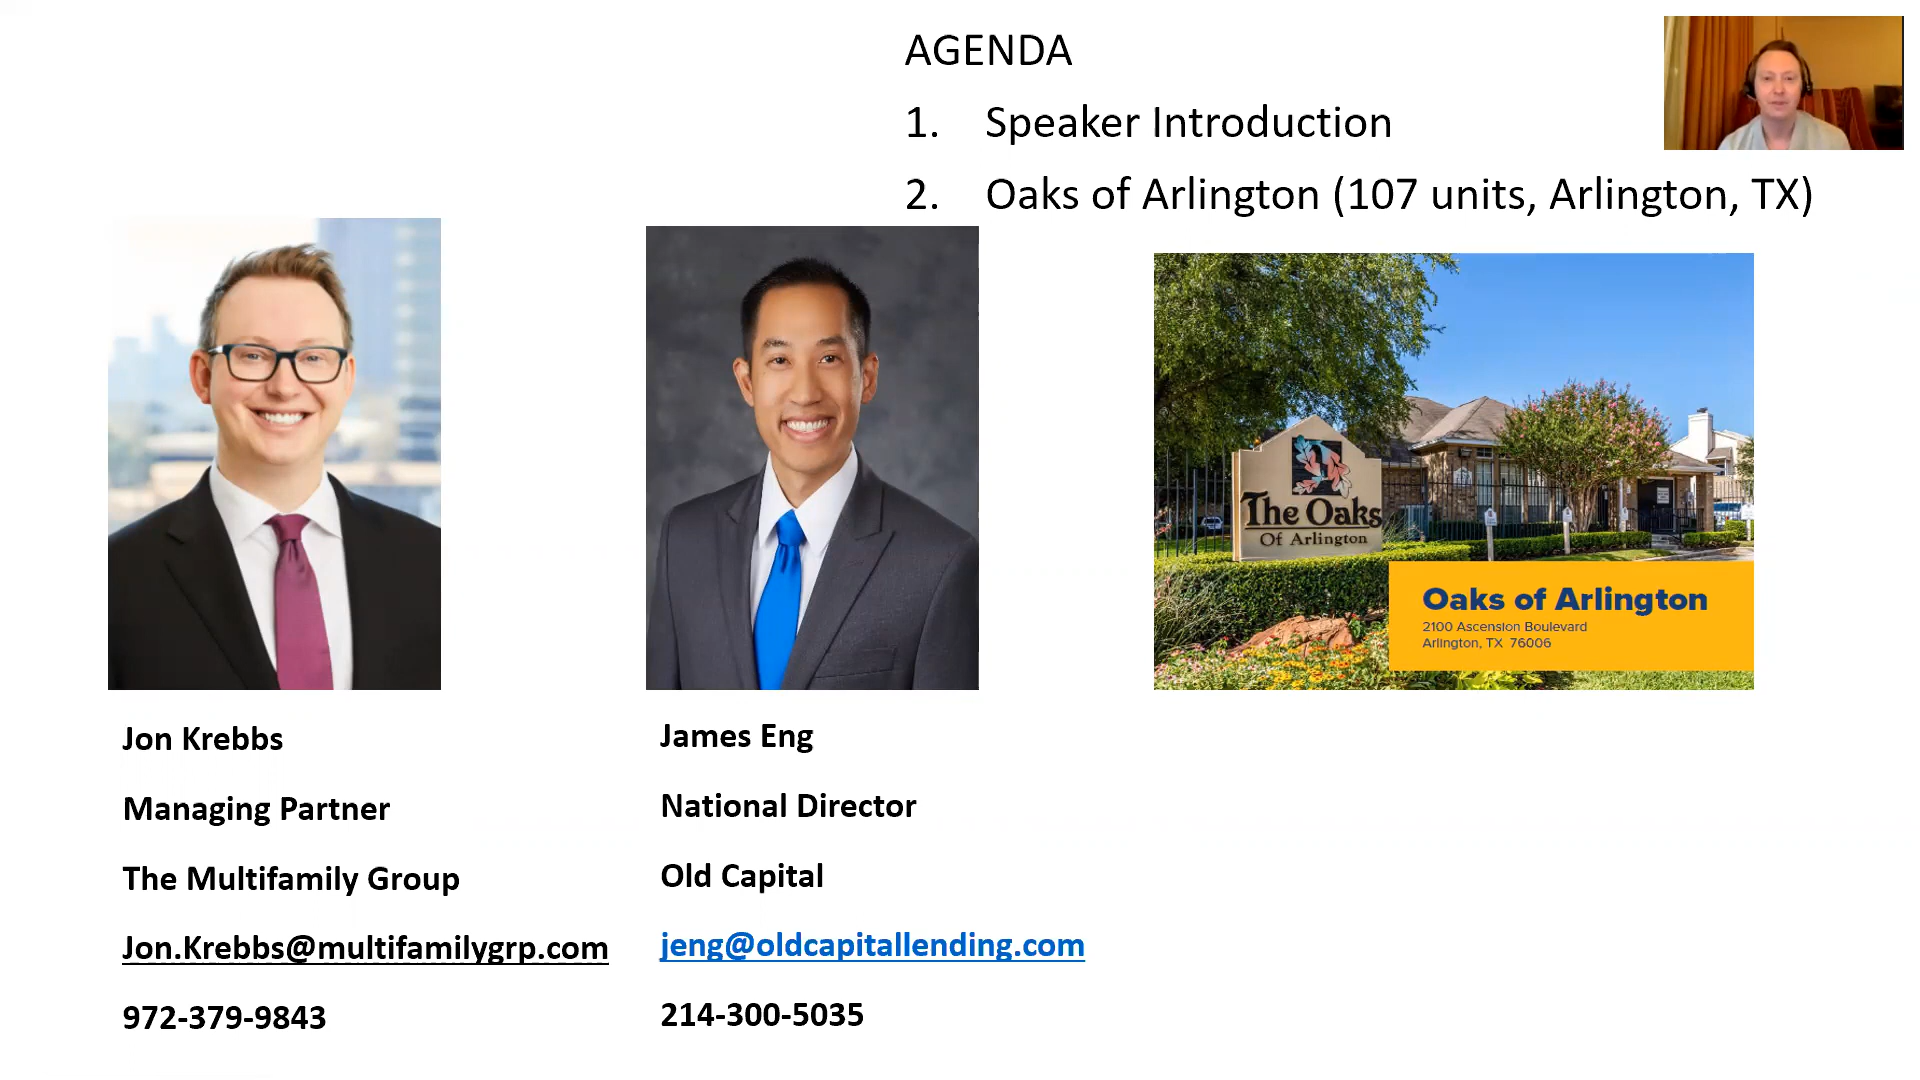 AGENDA
1. Speaker Introduction
2. Oaks of Arlington (107 units, Arlington, TX)
The Oaks
Of Arlington
Oaks of Arlington
2100 Ascension Boulevard
Arlington, TX 76006
Jon Krebbs
Managing Partner
The Multifamily Group
Jon.Krebbs@multifamilygrp.com
972-379-9843
James Eng
National Director
Old Capital
jeng@oldcapitallending.com
214-300-5035